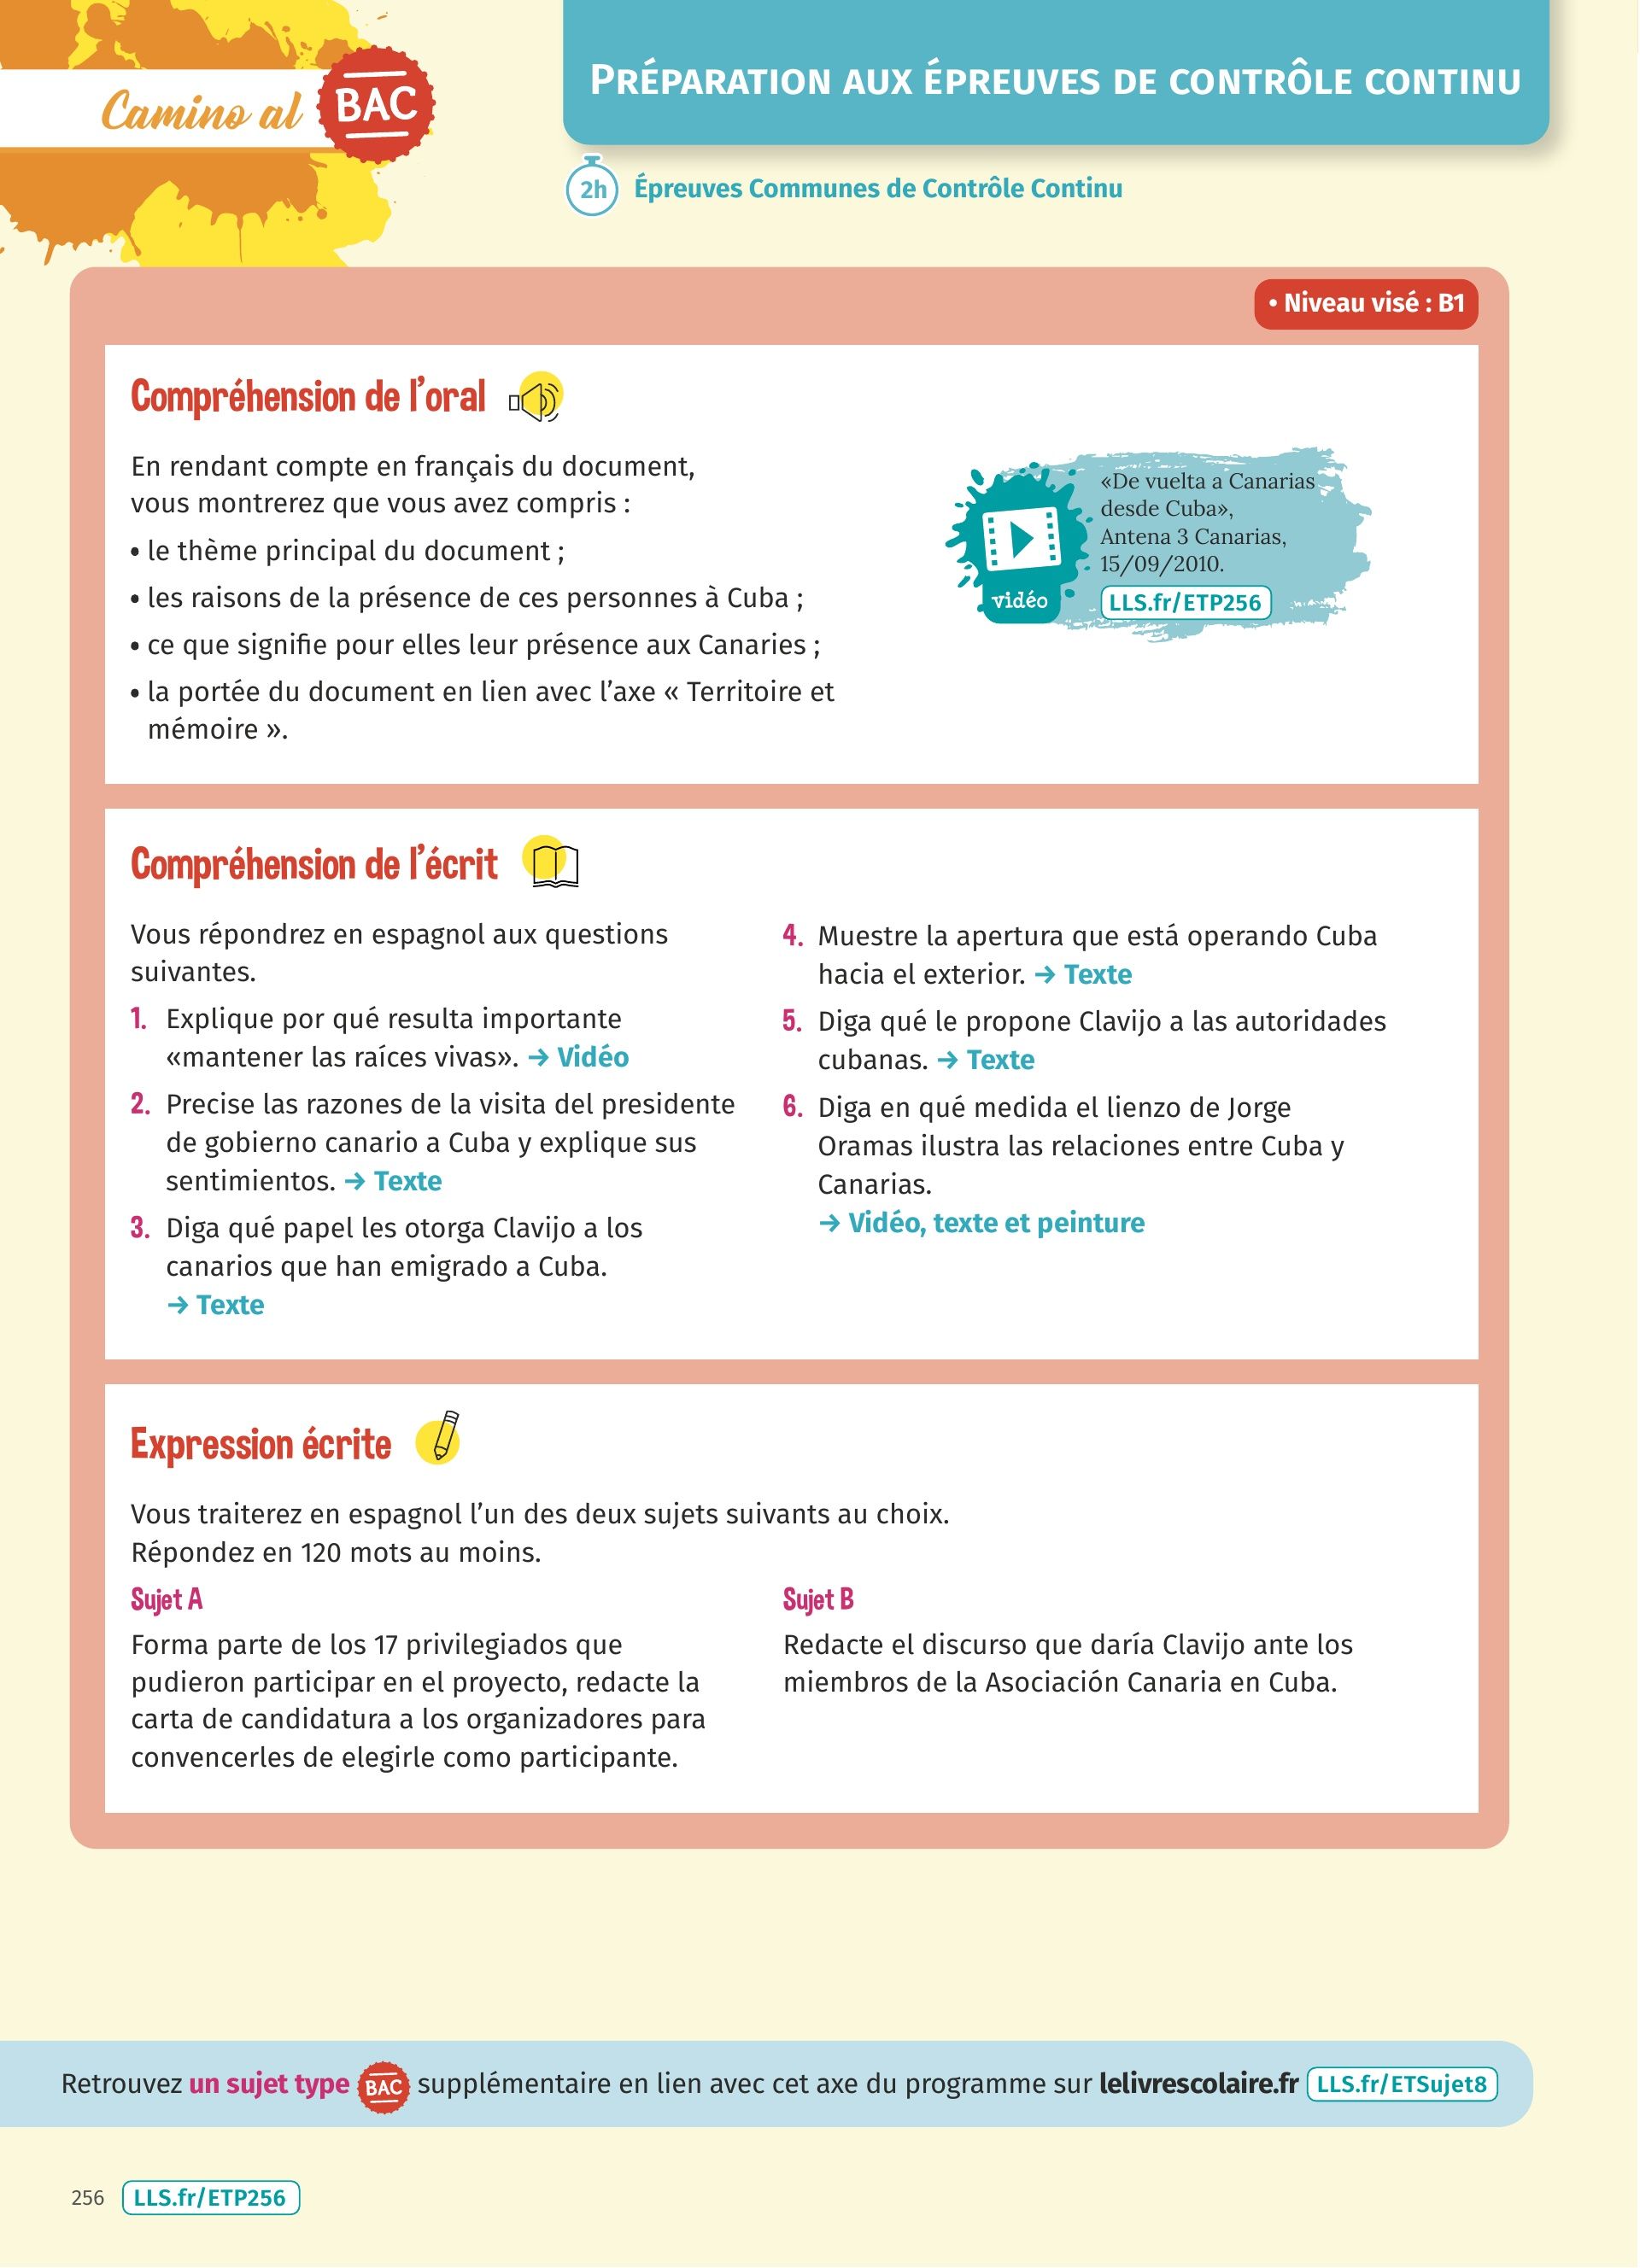 Camino al BAC
PRÉPARATION AUX ÉPREUVES DE CONTRÔLE CONTINU
2h Épreuves Communes de Contrôle Continu
• Niveau visé : B1
Compréhension de l'oral
En rendant compte en français du document,
vous montrerez que vous avez compris :
• le thème principal du document ;
• les raisons de la présence de ces personnes à Cuba ;
• ce que signifie pour elles leur présence aux Canaries ;
• la portée du document en lien avec l'axe « Territoire et
mémoire ».
vidéo
«De vuelta a Canarias
desde Cuba»,
Antena 3 Canarias,
15/09/2010.
LLS.fr/ETP256
Compréhension de l'écrit
Vous répondrez en espagnol aux questions
suivantes.
1. Explique por qué resulta importante
«mantener las raíces vivas». → Vidéo
2. Precise las razones de la visita del presidente
de gobierno canario a Cuba y explique sus
sentimientos. → Texte
3. Diga qué papel les otorga Clavijo a los
canarios que han emigrado a Cuba.
→ Texte
4. Muestre la apertura que está operando Cuba
hacia el exterior. → Texte
5. Diga qué le propone Clavijo a las autoridades
cubanas. → Texte
6. Diga en qué medida el lienzo de Jorge
Oramas ilustra las relaciones entre Cuba y
Canarias.
→ Vidéo, texte et peinture
Expression écrite
Vous traiterez en espagnol l'un des deux sujets suivants au choix.
Répondez en 120 mots au moins.
Sujet A
Forma parte de los 17 privilegiados que
pudieron participar en el proyecto, redacte la
carta de candidatura a los organizadores para
convencerles de elegirle como participante.
Sujet B
Redacte el discurso que daría Clavijo ante los
miembros de la Asociación Canaria en Cuba.
Retrouvez un sujet type BAC supplémentaire en lien avec cet axe du programme sur lelivrescolaire.fr LLS.fr/ETSujet8
256 LLS.fr/ETP256